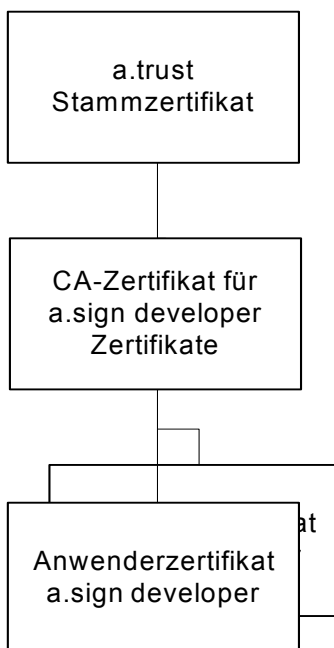 a.trust
Stammzertifikat
CA-Zertifikat für
a.sign developer
Zertifikate
Anwenderzertifikat
a.sign developer